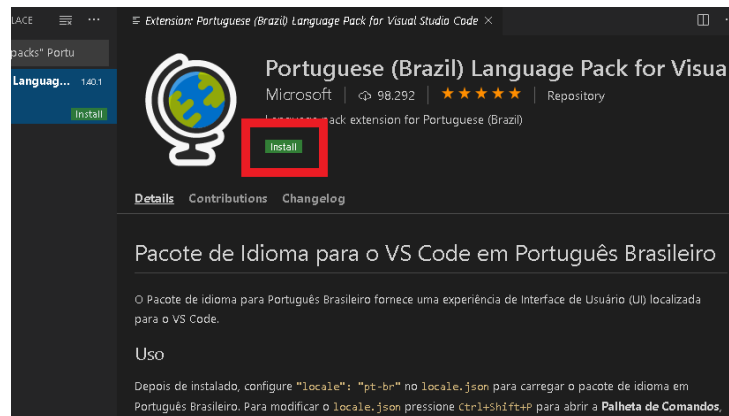 LACE
packs" Portu
Languag... 1.40.1
Install
Extension: Portuguese (Brazil) Language Pack for Visual Studio Code
Portuguese (Brazil) Language Pack for Visua
Microsoft | 98.292 | ★★★★★ | Repository
Language pack extension for Portuguese (Brazil)
Install
Details Contributions Changelog
Pacote de Idioma para o VS Code em Português Brasileiro
O Pacote de idioma para Português Brasileiro fornece uma experiência de Interface de Usuário (UI) localizada
para o VS Code.
Uso
Depois de instalado, configure "locale": "pt-br" no locale.json para carregar o pacote de idioma em
Português Brasileiro. Para modificar o locale.json pressione Ctrl+Shift+P para abrir a Palheta de Comandos,